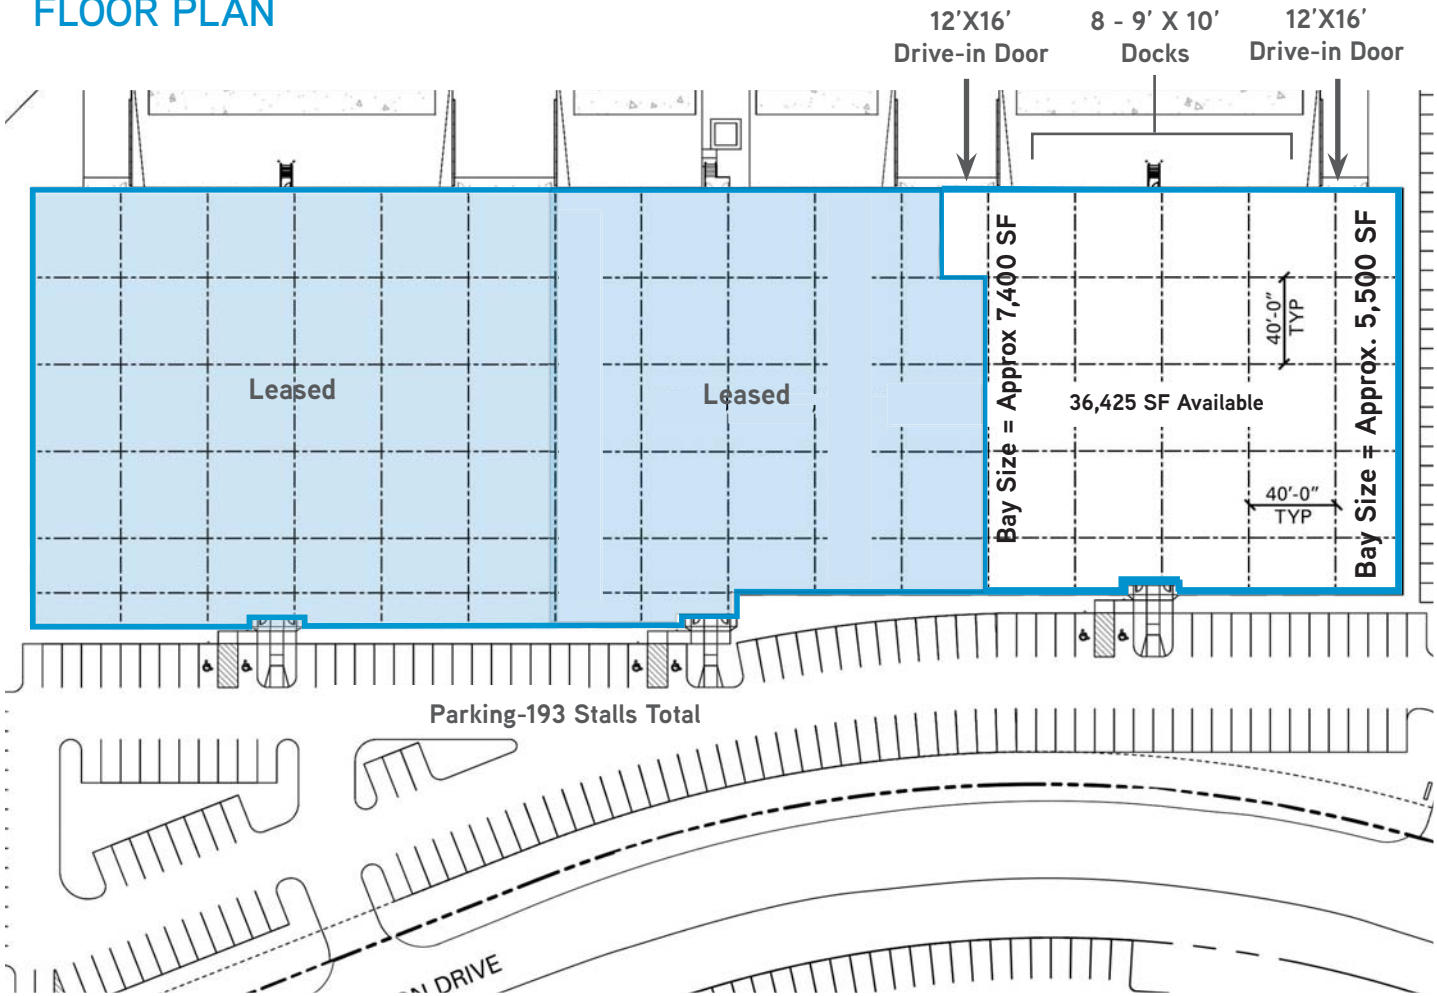 FLOOR PLAN
12'X16'
Drive-in Door
8 - 9' X 10'
Docks
12'X16'
Drive-in Door
Leased
Leased
Bay Size = Approx 7,400 SF
36,425 SF Available
40'-0"
TYP
40'-0"
TYP
Bay Size = Approx. 5,500 SF
Parking-193 Stalls Total
DRIVE